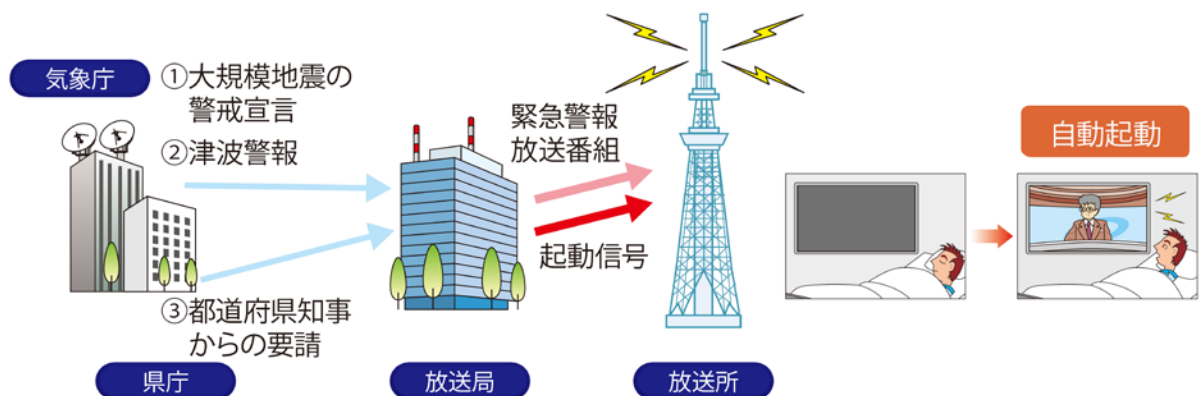 気象庁
①大規模地震の
警戒宣言
②津波警報
③都道府県知事
からの要請
県庁
放送局
緊急警報
放送番組
起動信号
放送所
自動起動